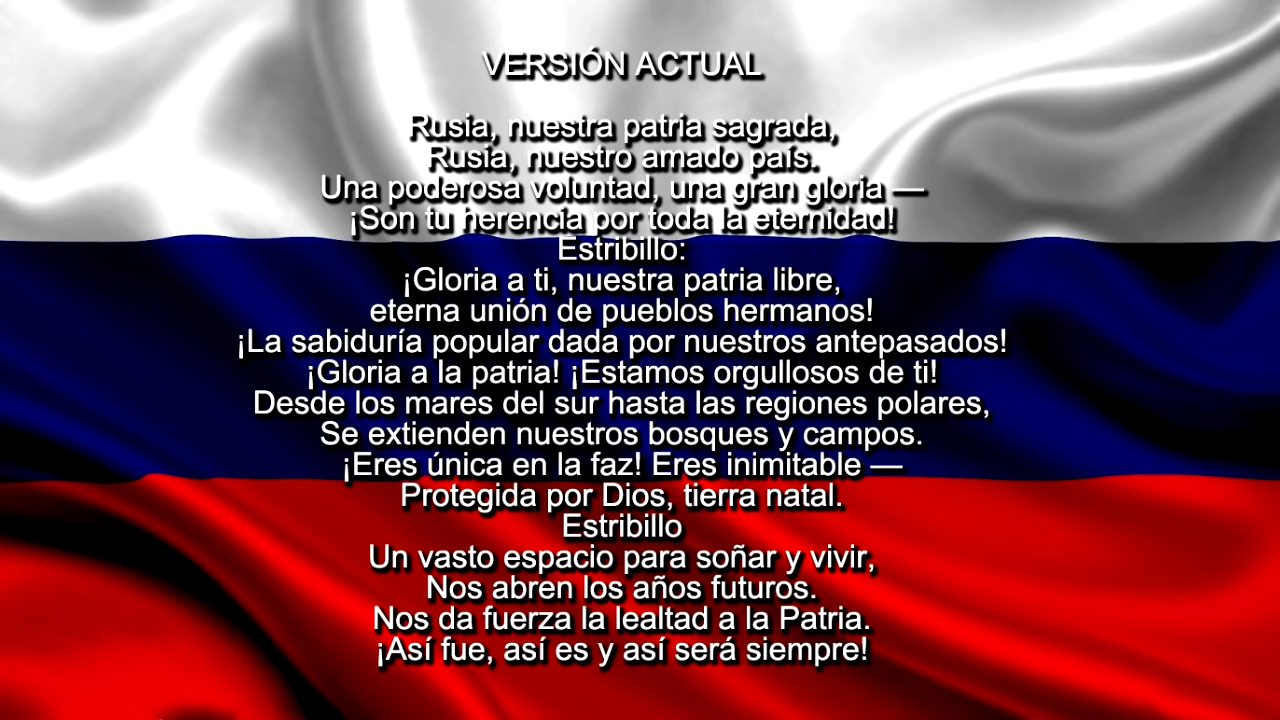 VERSIÓN ACTUAL
Rusia, nuestra patria sagrada,
Rusia, nuestro amado país.
Una poderosa voluntad, una gran gloria —
¡Son tu herencia por toda la eternidad!
Estribillo:
¡Gloria a ti, nuestra patria libre,
eterna unión de pueblos hermanos!
¡La sabiduría popular dada por nuestros antepasados!
¡Gloria a la patria! ¡Estamos orgullosos de ti!
Desde los mares del sur hasta las regiones polares,
Se extienden nuestros bosques y campos.
¡Eres única en la faz! Eres inimitable —
Protegida por Dios, tierra natal.
Estribillo
Un vasto espacio para soñar y vivir,
Nos abren los años futuros.
Nos da fuerza la lealtad a la Patria.
¡Así fue, así es y así será siempre!